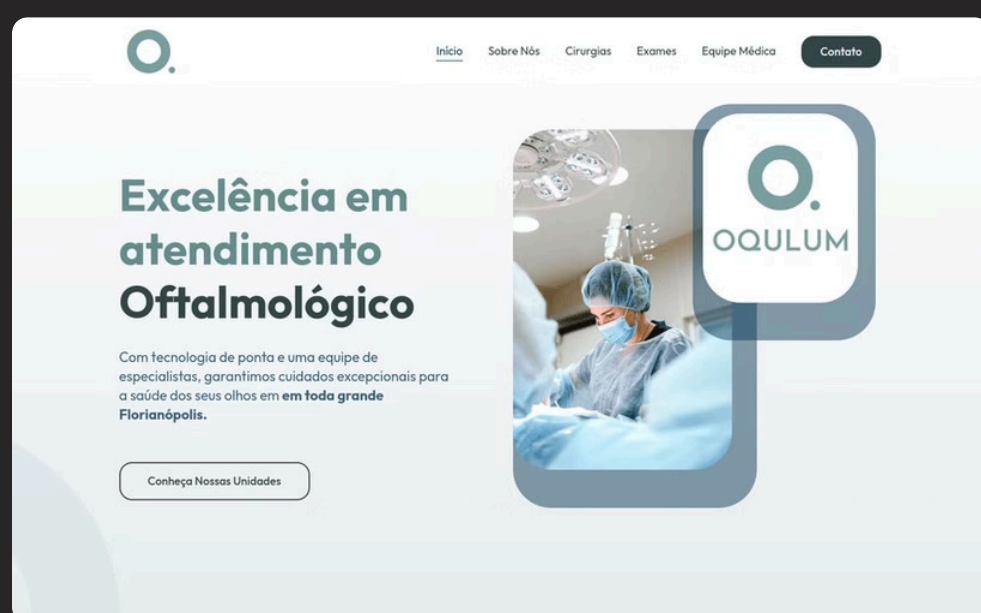 O.
Início Sobre Nós Cirurgias Exames Equipe Médica Contato
Excelência em
atendimento
Oftalmológico
Com tecnologia de ponta e uma equipe de
especialistas, garantimos cuidados excepcionais para
a saúde dos seus olhos em em toda grande
Florianópolis.
Conheça Nossas Unidades
O.
OQULUM